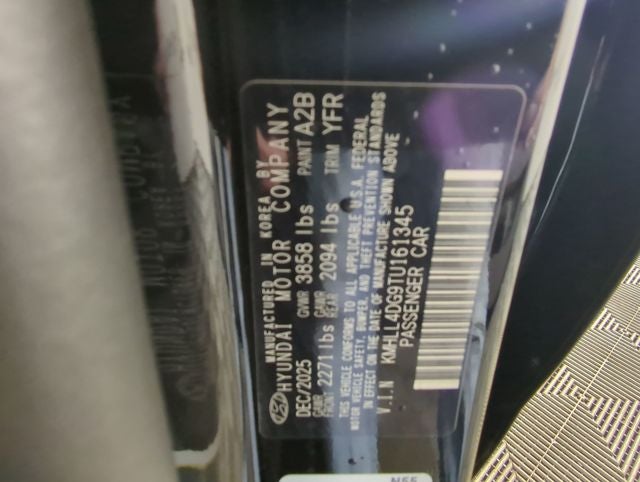 MANUFACTURED IN KOREA BY
HYUNDAI MOTOR COMPANY
DEC/2025 GVWR 3858 lbs PAINT A2B
GAWR FRONT 2271 lbs GAWR REAR 2094 lbs TRIM YFR
THIS VEHICLE CONFORMS TO ALL APPLICABLE U.S.A. FEDERAL
MOTOR VEHICLE SAFETY, BUMPER, AND THEFT PREVENTION STANDARDS
IN EFFECT ON THE DATE OF MANUFACTURE SHOWN ABOVE
V.I.N KMHLL4DG9TU161345
PASSENGER CAR